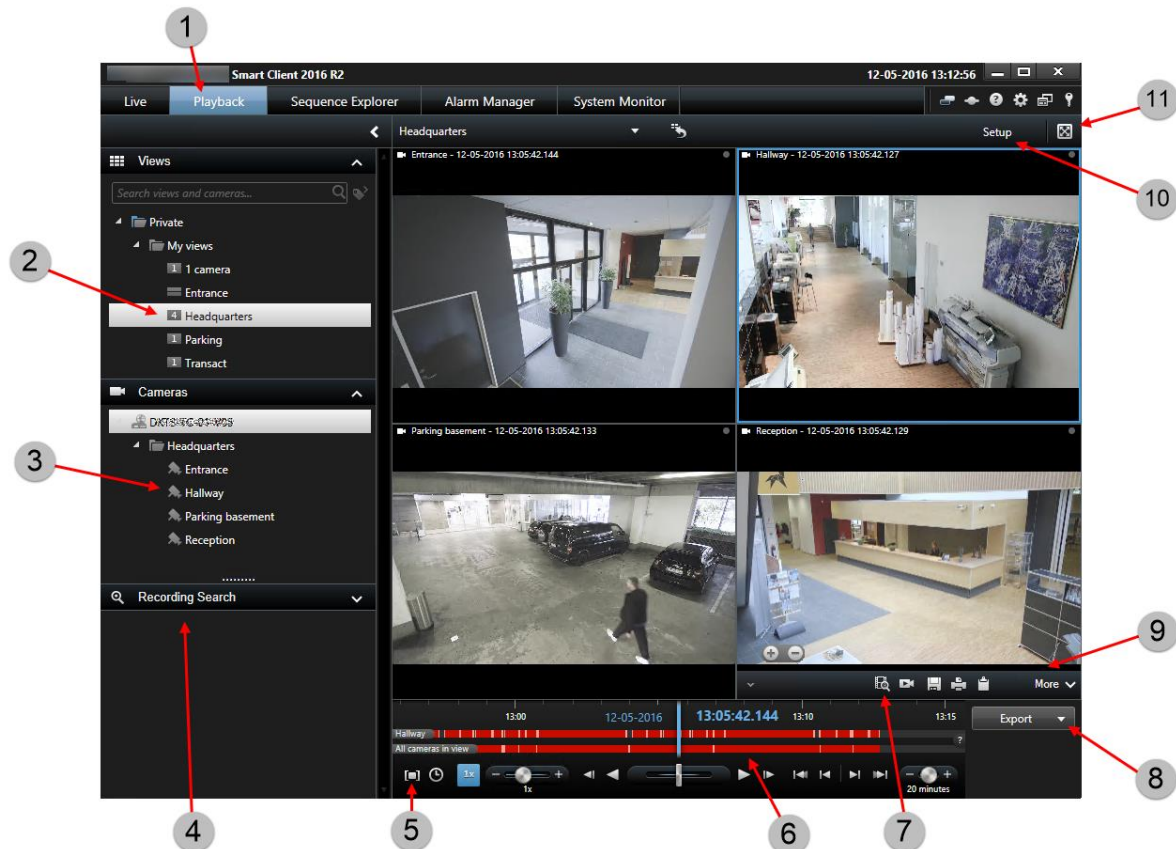 1
Smart Client 2016 R2
12-05-2016 13:12:56
Live Playback Sequence Explorer Alarm Manager System Monitor
11
Headquarters
Setup
Views
Entrance - 12-05-2016 13:05:42.144
Hallway - 12-05-2016 13:05:42.127
10
Search views and cameras...
Private
My views
2
1 1 camera
Entrance
4 Headquarters
1 Parking
1 Transact
Cameras
Parking basement - 12-05-2016 13:05:42.133
Reception - 12-05-2016 13:05:42.129
3
Headquarters
Entrance
Hallway
Parking basement
Reception
Recording Search
9
More
13:00 12-05-2016 13:05:42.144 13:10 13:15
Export
Hallway
?
All cameras in view
8
1x
1x
20 minutes
4
5
6
7